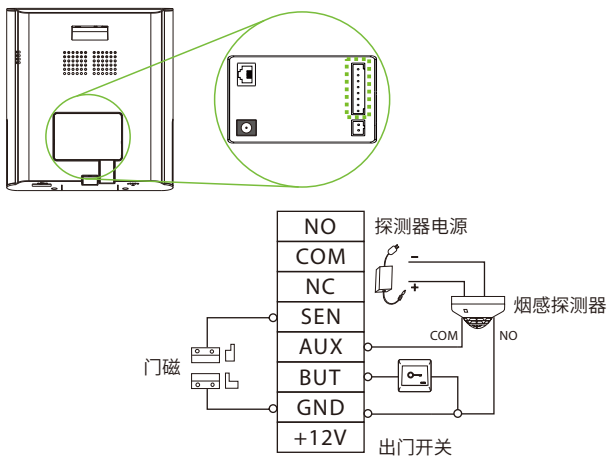 NO
探测器电源
COM
NC
− 
+
烟感探测器
SEN
COM
NO
AUX
门磁
BUT
GND
+12V
出门开关